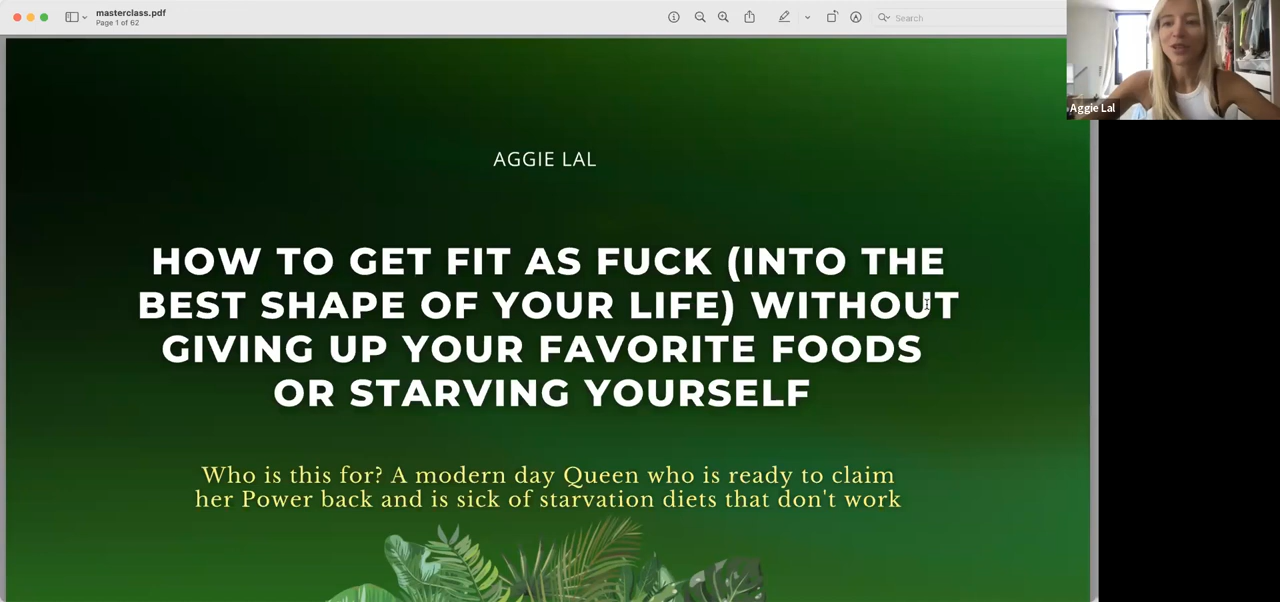 masterclass.pdf
Page 1 of 62
Search
Aggie Lal
AGGIE LAL
HOW TO GET FIT AS FUCK (INTO THE
BEST SHAPE OF YOUR LIFE) WITHOUT
GIVING UP YOUR FAVORITE FOODS
OR STARVING YOURSELF
Who is this for? A modern day Queen who is ready to claim
her Power back and is sick of starvation diets that don't work